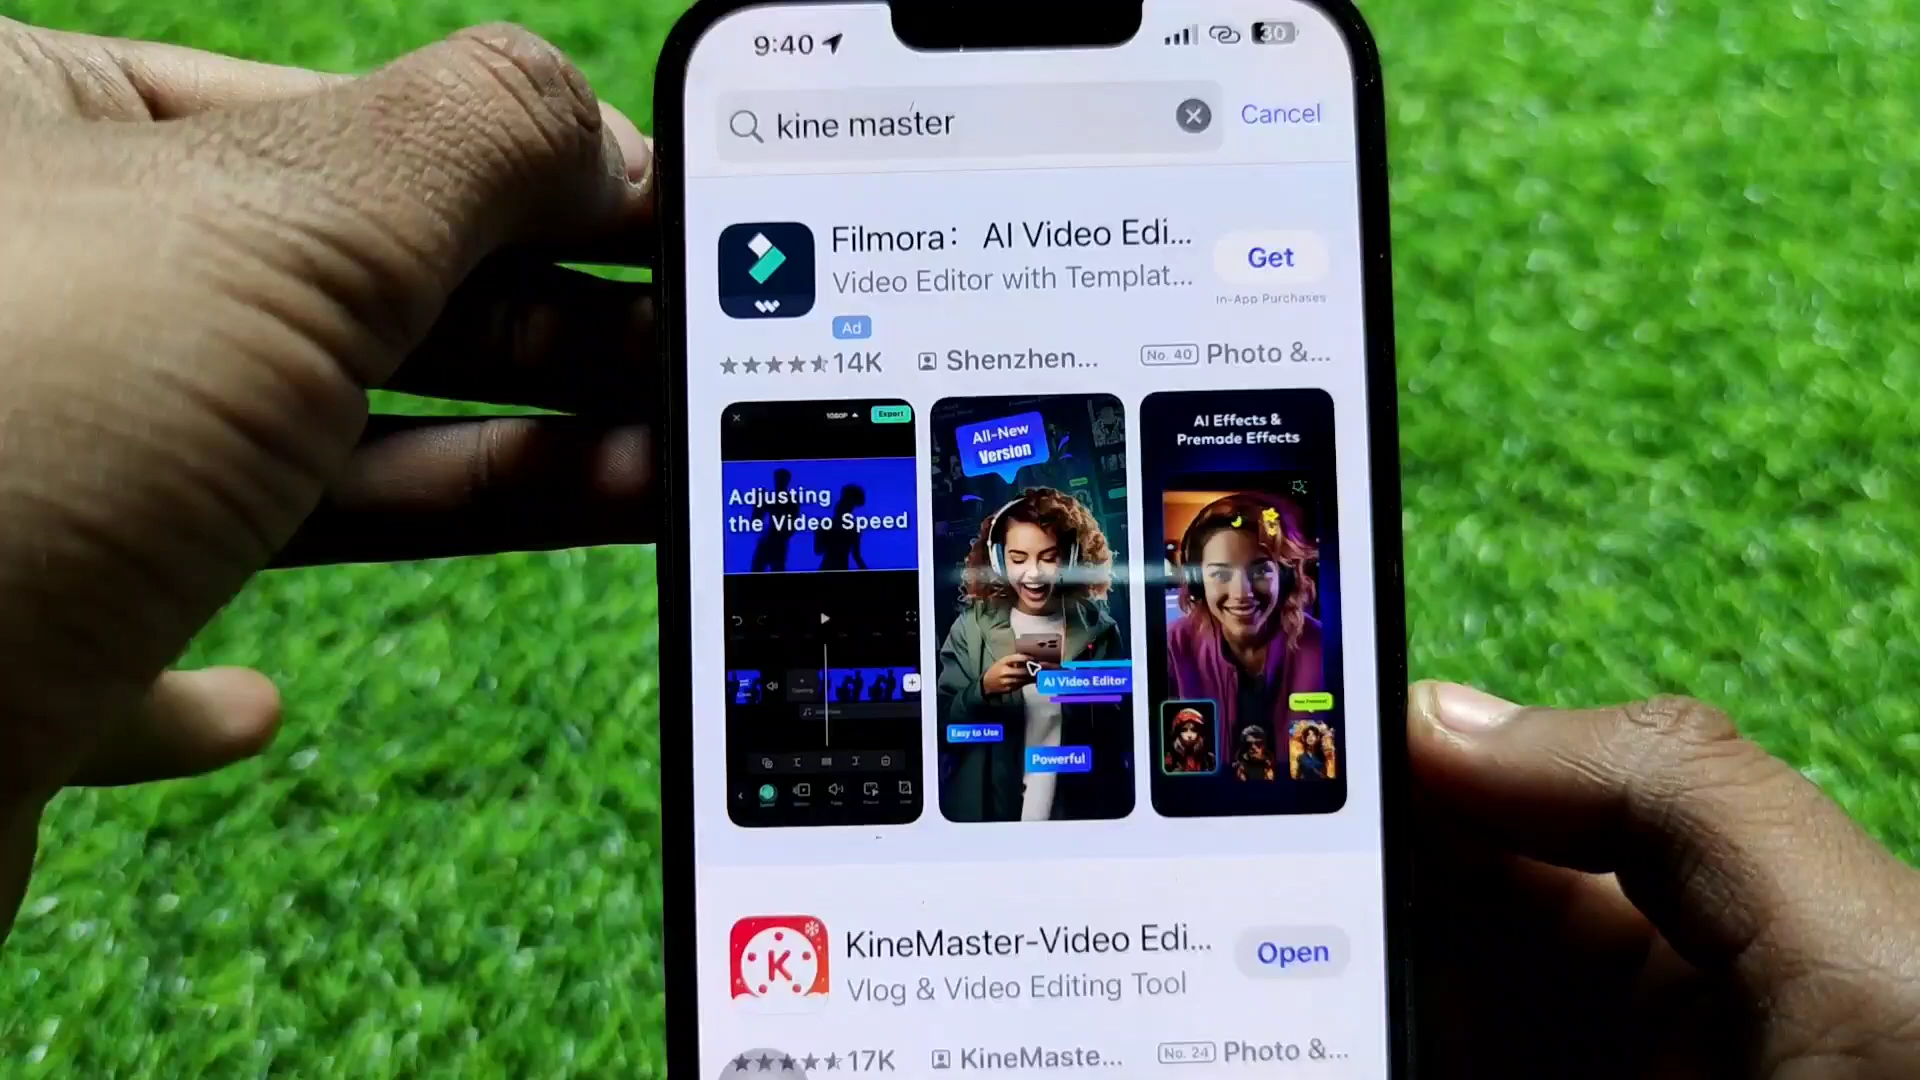 9:40
30
kine master
Cancel
Filmora： AI Video Edi...
Video Editor with Templat...
Get
In-App Purchases
Ad
14K
Shenzhen...
No. 40
Photo &...
1080P
Export
Adjusting
the Video Speed
All-New
Version
AI Video Editor
Easy to Use
Powerful
AI Effects &
Premade Effects
K
KineMaster-Video Edi...
Vlog & Video Editing Tool
Open
17K
KineMaste...
No. 24
Photo &...